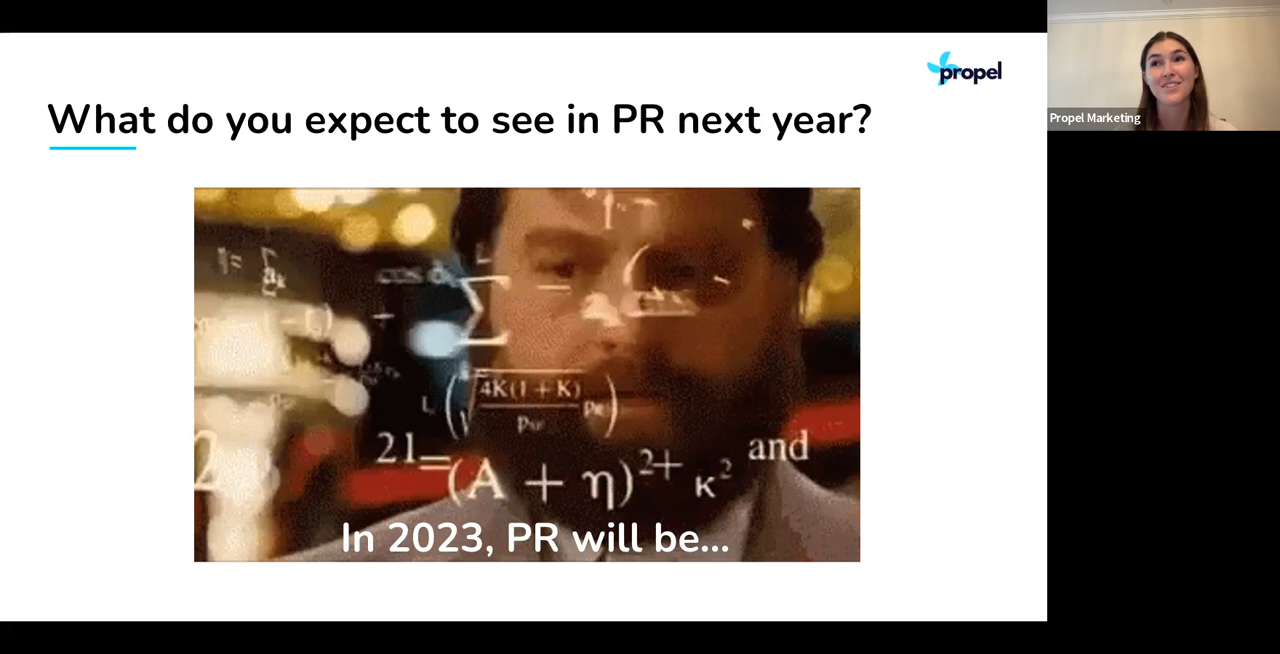 propel
What do you expect to see in PR next year?
Propel Marketing
cos
4K(1 + K)
21=
(A + η)²⁺ κ² and
In 2023, PR will be...